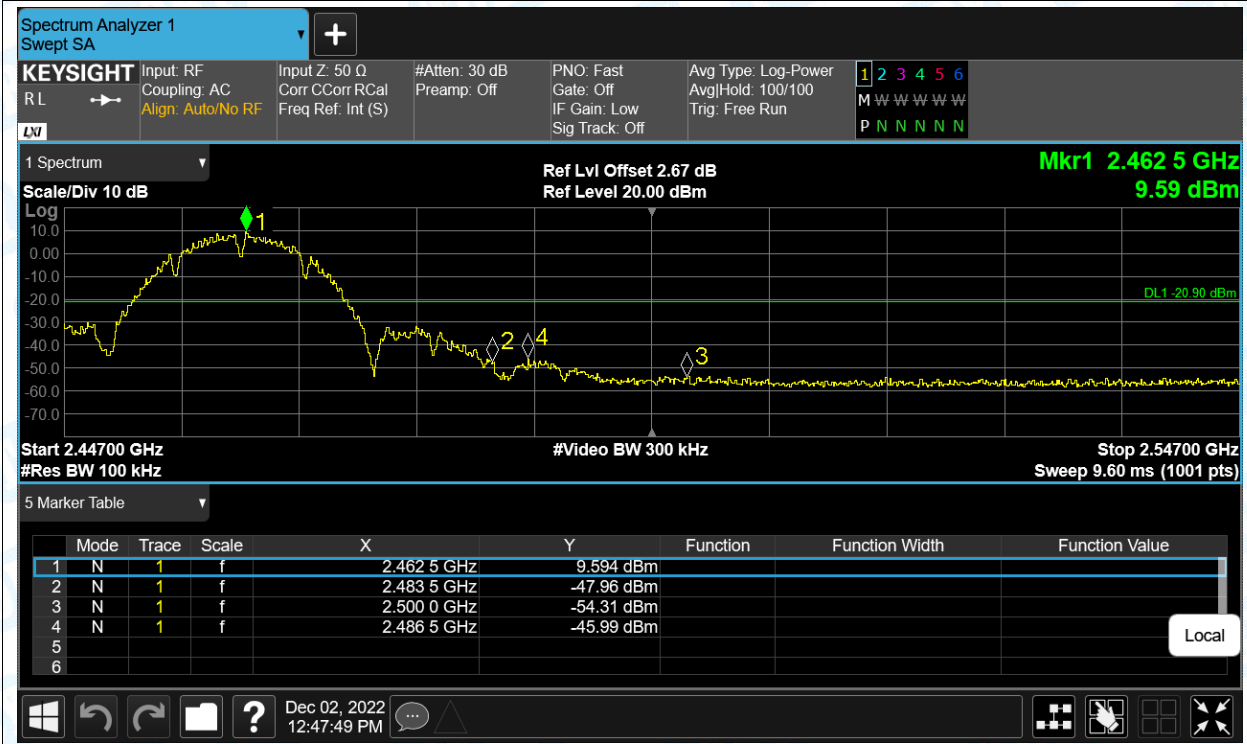 Spectrum Analyzer 1
Swept SA
+
KEYSIGHT Input: RF Input Z: 50 Ω #Atten: 30 dB PNO: Fast Avg Type: Log-Power 1 2 3 4 5 6
R L Coupling: AC Corr CCorr RCal Preamp: Off Gate: Off Avg|Hold: 100/100 M W W W W W
Align: Auto/No RF Freq Ref: Int (S) IF Gain: Low Trig: Free Run
LXI Sig Track: Off P N N N N N
1 Spectrum Ref Lvl Offset 2.67 dB Mkr1 2.462 5 GHz
Scale/Div 10 dB Ref Level 20.00 dBm 9.59 dBm
Log
1
10.0
0.00
-10.0
-20.0 DL1 -20.90 dBm
-30.0
-40.0 2 4
-50.0 3
-60.0
-70.0
Start 2.44700 GHz #Video BW 300 kHz Stop 2.54700 GHz
#Res BW 100 kHz Sweep 9.60 ms (1001 pts)
5 Marker Table
Mode Trace Scale X Y Function Function Width Function Value
1 N 1 f 2.462 5 GHz 9.594 dBm
2 N 1 f 2.483 5 GHz -47.96 dBm
3 N 1 f 2.500 0 GHz -54.31 dBm
4 N 1 f 2.486 5 GHz -45.99 dBm
5
6
Local
? Dec 02, 2022
12:47:49 PM